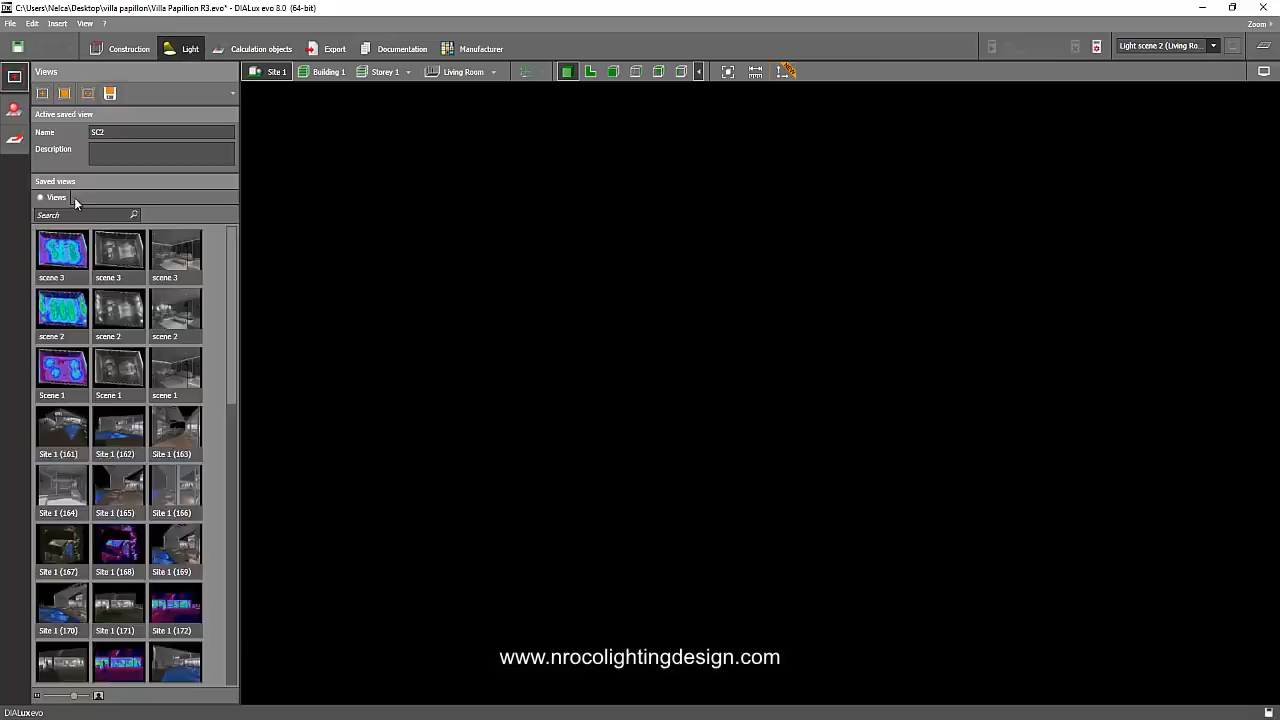 C:\Users\Nelca\Desktop\villa papillon\Villa Papillion R3.evo* - DIALux evo 8.0 (64-bit)
File Edit Insert View ?
Zoom
Construction Light Calculation objects Export Documentation Manufacturer
Light scene 2 (Living Ro...
Views
Site 1 Building 1 Storey 1 Living Room
NEW
Active saved view
Name SC2
Description
Saved views
Views
Search
scene 3 scene 3 scene 3
scene 2 scene 2 scene 2
Scene 1 Scene 1 scene 1
Site 1 (161) Site 1 (162) Site 1 (163)
Site 1 (164) Site 1 (165) Site 1 (166)
Site 1 (167) Site 1 (168) Site 1 (169)
Site 1 (170) Site 1 (171) Site 1 (172)
www.nrocolightingdesign.com
DIALux evo